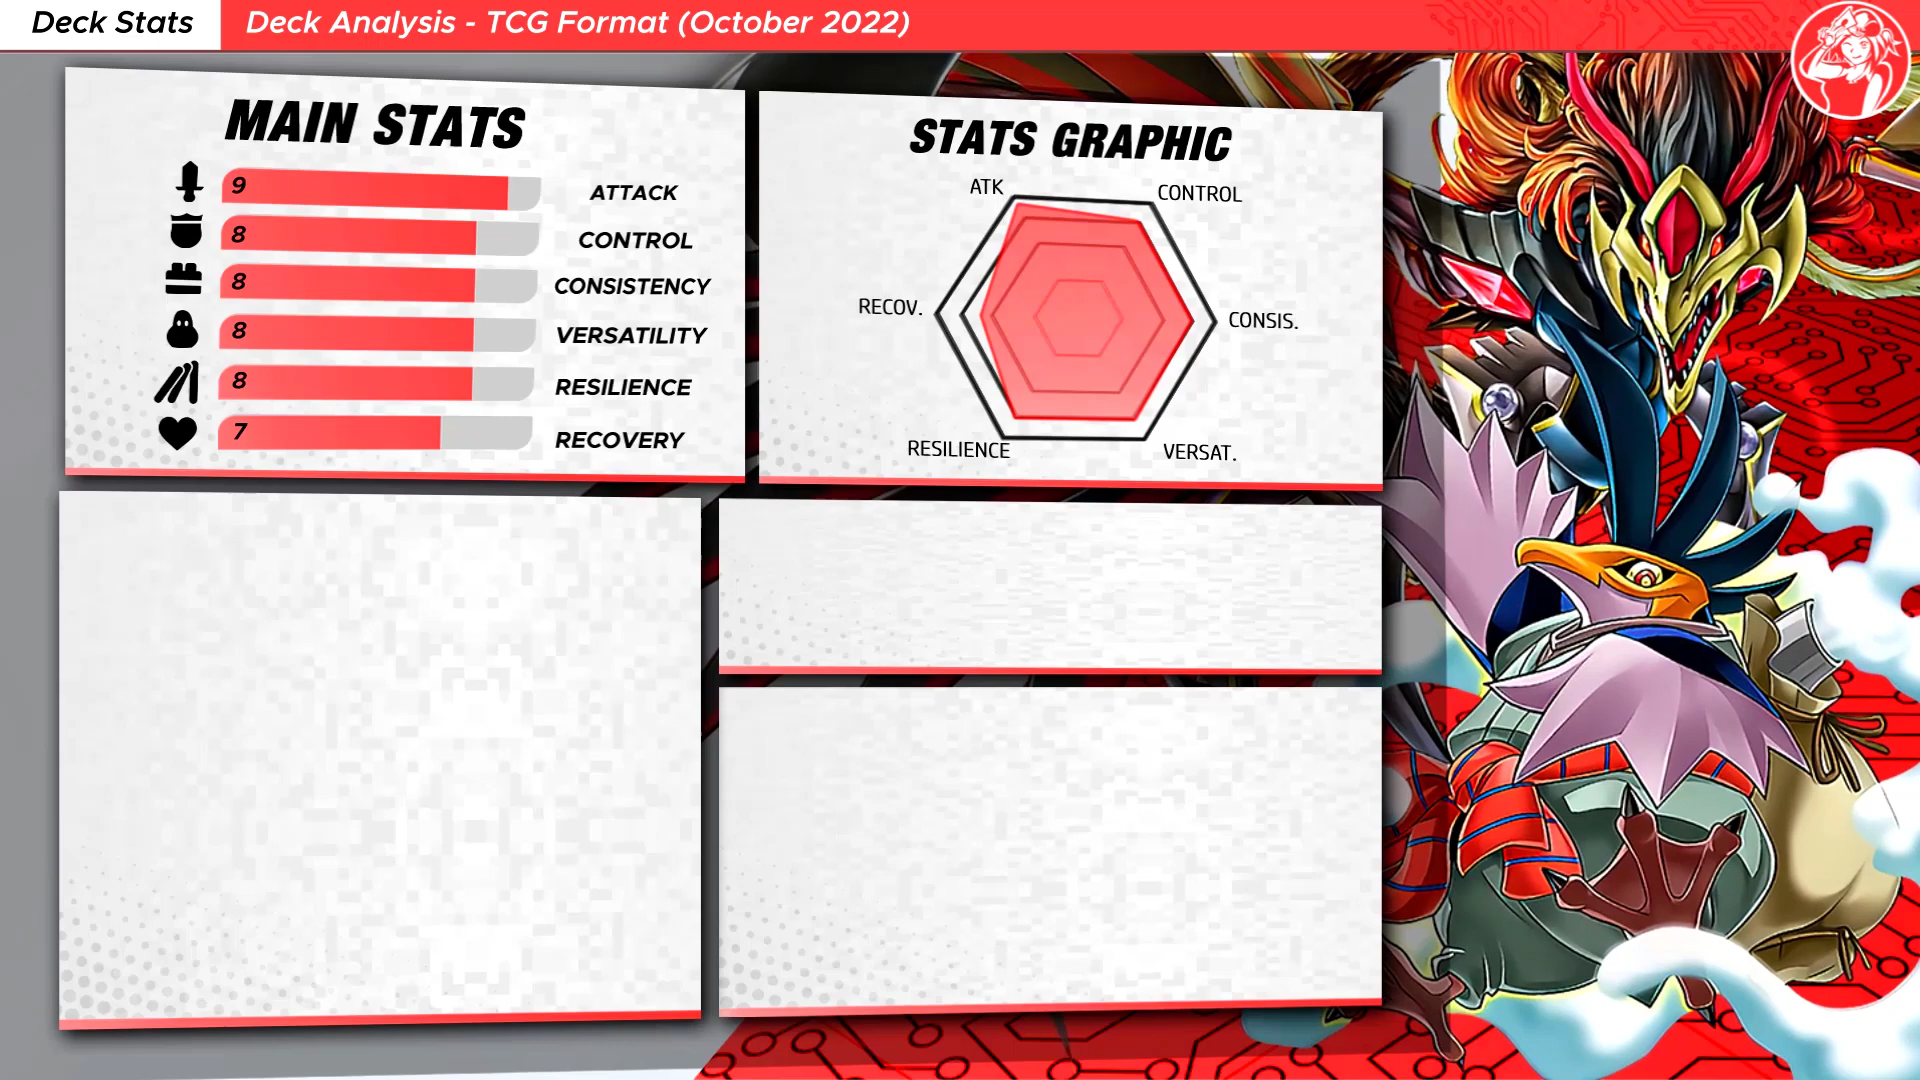 Deck Stats
Deck Analysis - TCG Format (October 2022)
MAIN STATS
9 ATTACK
8 CONTROL
8 CONSISTENCY
8 VERSATILITY
8 RESILIENCE
7 RECOVERY
STATS GRAPHIC
ATK
CONTROL
RECOV.
CONSIS.
RESILIENCE
VERSAT.